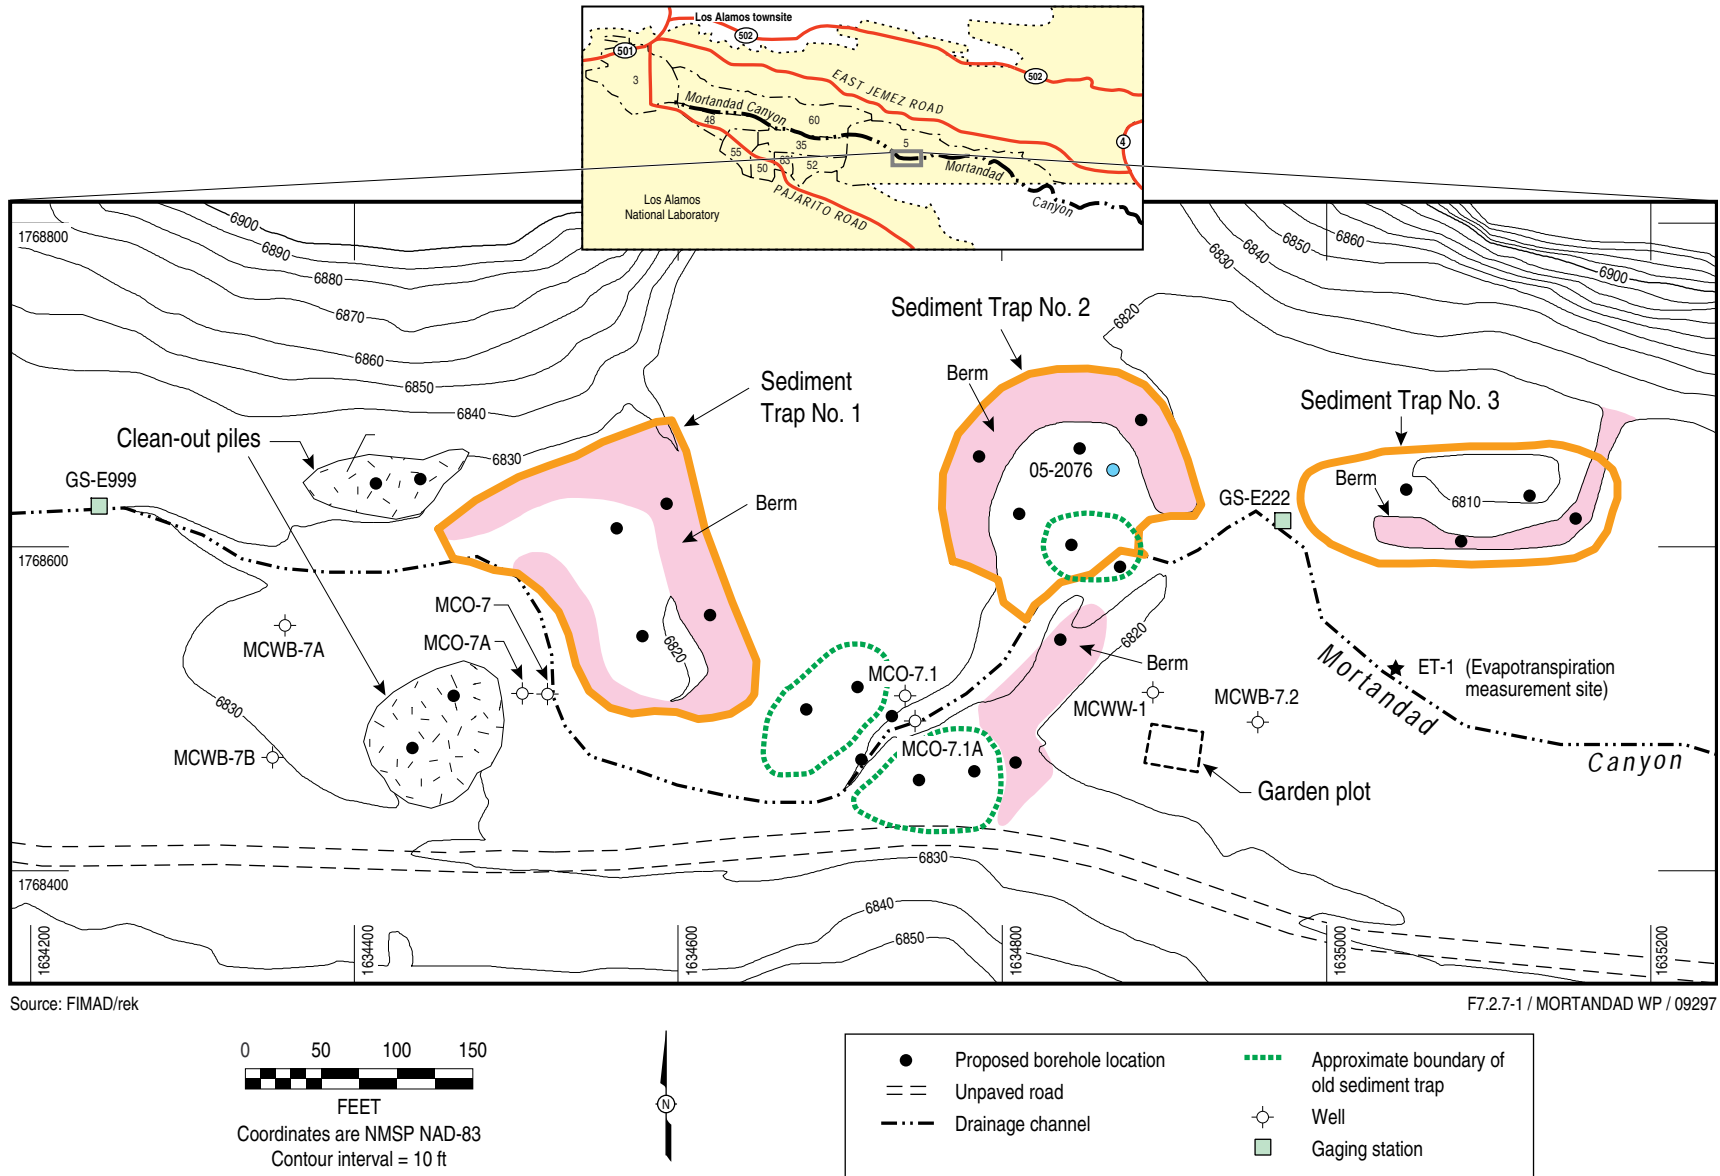 Los Alamos townsite
502
501
502
3
EAST JEMEZ ROAD
Mortandad Canyon
48
60
4
35
5
55
83
52
50
Mortandad
Canyon
Los Alamos
National Laboratory
PAJARITO ROAD
1768800
6900
6890
6880
6870
6860
6850
6840
6830
6820
6830
6840
6850
6860
6900
Sediment Trap No. 2
Berm
Sediment
Trap No. 1
Sediment Trap No. 3
Clean-out piles
GS-E999
05-2076
GS-E222
Berm
6810
Berm
1768600
MCO-7
MCO-7A
MCWB-7A
6820
6820
MCO-7.1
Berm
Mortandad
ET-1 (Evapotranspiration
measurement site)
6830
MCWW-1
MCWB-7.2
MCWB-7B
MCO-7.1A
Canyon
Garden plot
6830
1768400
6840
6850
1634200
1634400
1634600
1634800
1635000
1635200
Source: FIMAD/rek
F7.2.7-1 / MORTANDAD WP / 09297
0 50 100 150
FEET
Coordinates are NMSP NAD-83
Contour interval = 10 ft
N
Proposed borehole location
Unpaved road
Drainage channel
Approximate boundary of
old sediment trap
Well
Gaging station